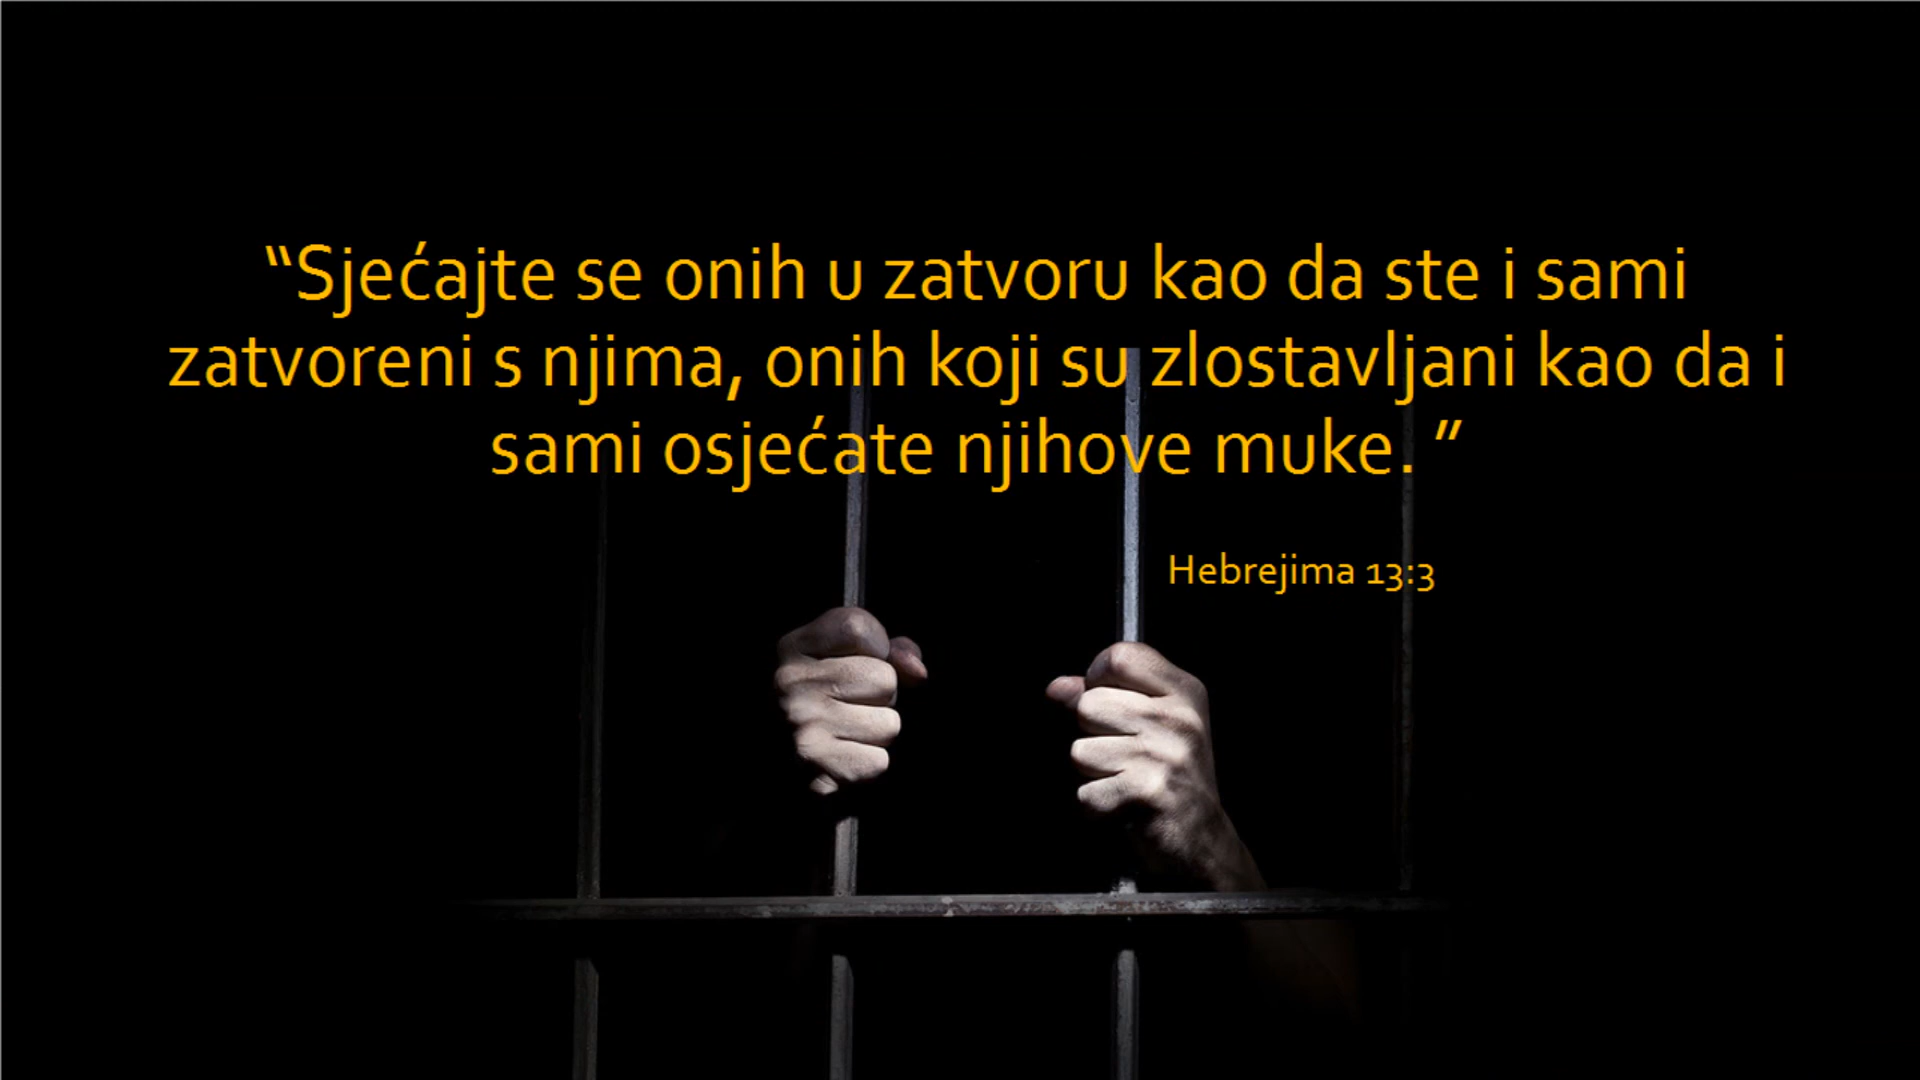 “Sjećajte se onih u zatvoru kao da ste i sami
zatvoreni s njima, onih koji su zlostavljani kao da i
sami osjećate njihove muke. ”
Hebrejima 13:3